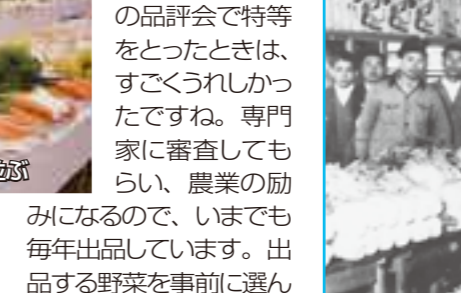 の品評会で特等
をとったときは、
すごくうれしかっ
たですね。専門
家に審査しても
らい、農業の励
みになるので、いまでも
毎年出品しています。出
品する野菜を事前に選ん
並ぶ